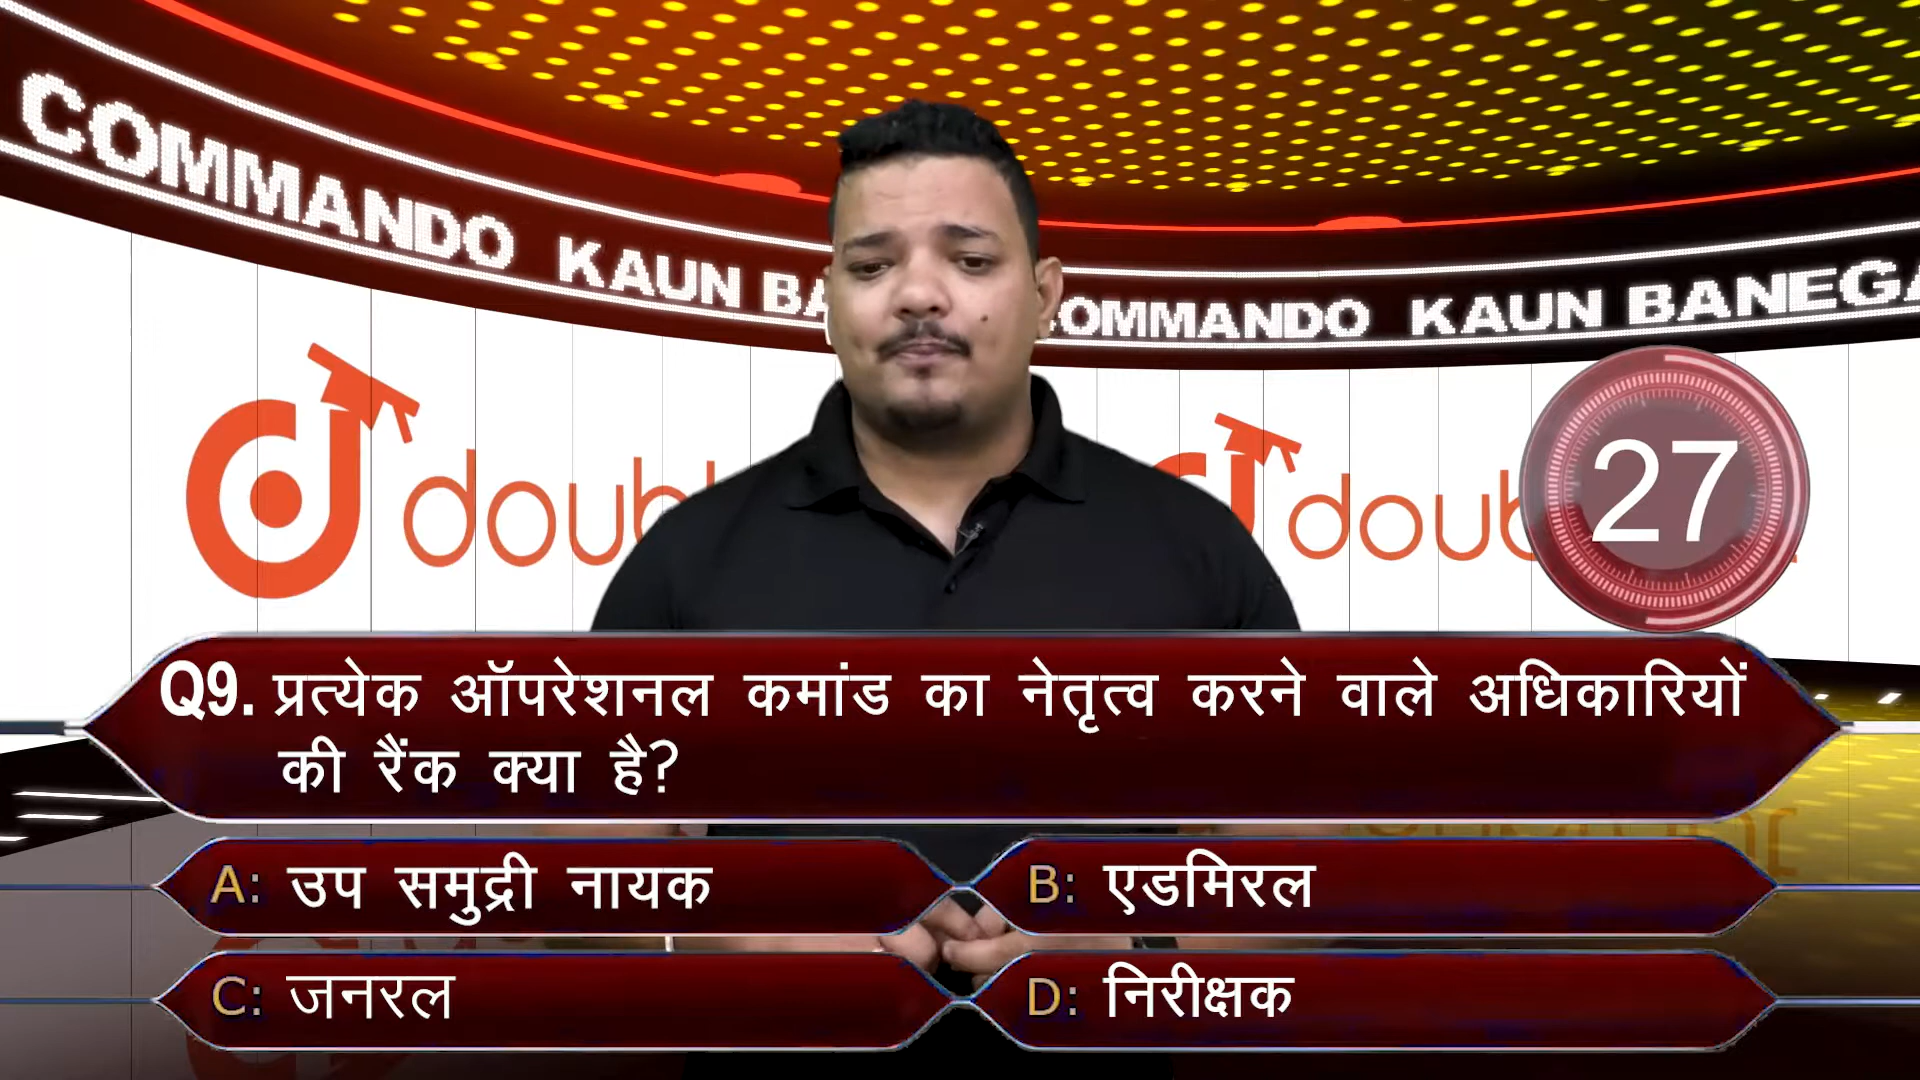 COMMANDO KAUN BA
COMMANDO KAUN BANEGA
doub
doub
27
Q9. प्रत्येक ऑपरेशनल कमांड का नेतृत्व करने वाले अधिकारियों
की रैंक क्या है?
A: उप समुद्री नायक
B: एडमिरल
C: जनरल
D: निरीक्षक